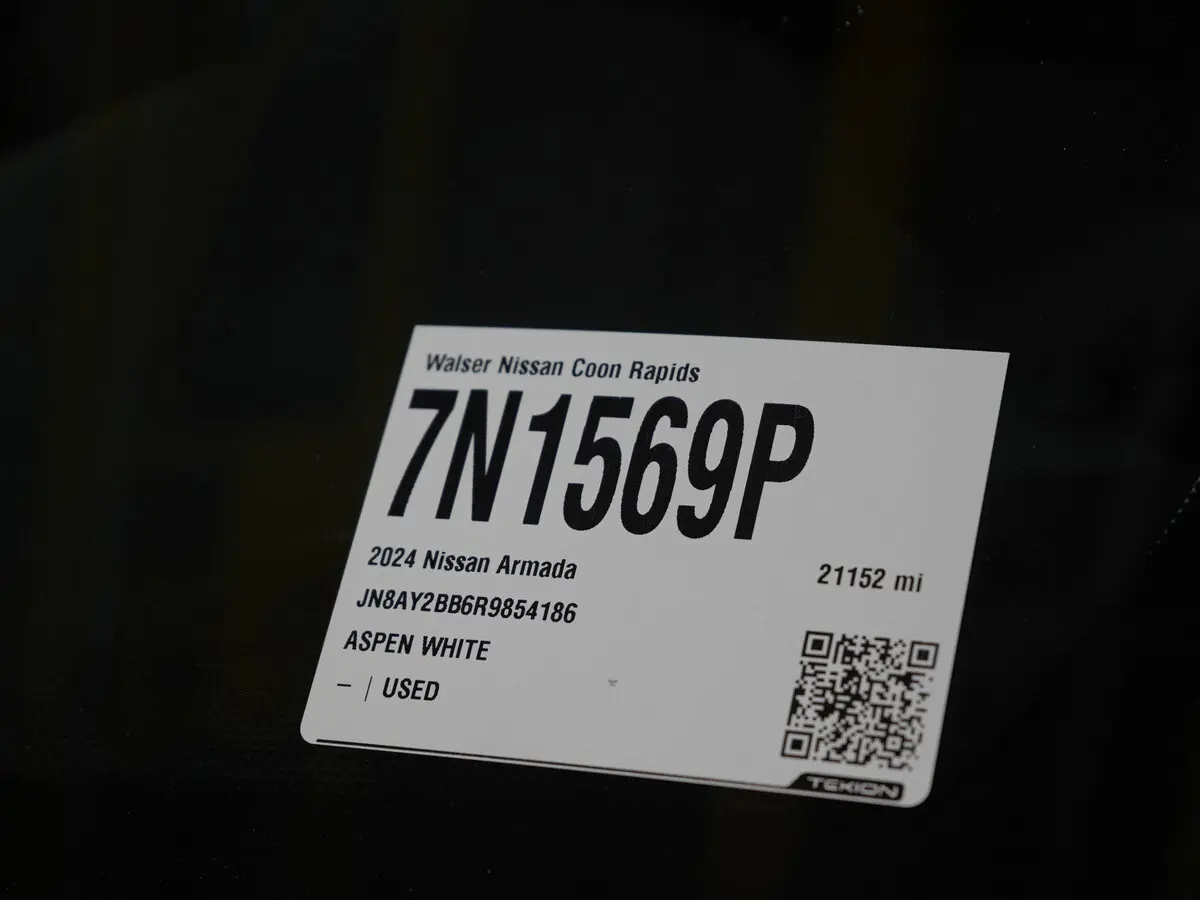 Walser Nissan Coon Rapids
7N1569P
2024 Nissan Armada
21152 mi
JN8AY2BB6R9854186
ASPEN WHITE
– | USED
TEKION